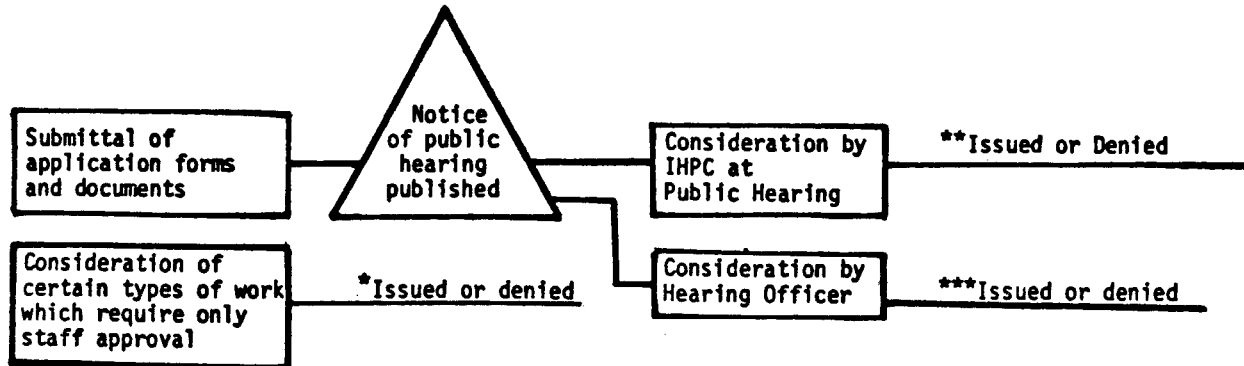 Submittal of
application forms
and documents
Notice
of public
hearing
published
Consideration by
IHPC at
Public Hearing
**Issued or Denied
Consideration of
certain types of work
which require only
staff approval
*Issued or denied
Consideration by
Hearing Officer
***Issued or denied